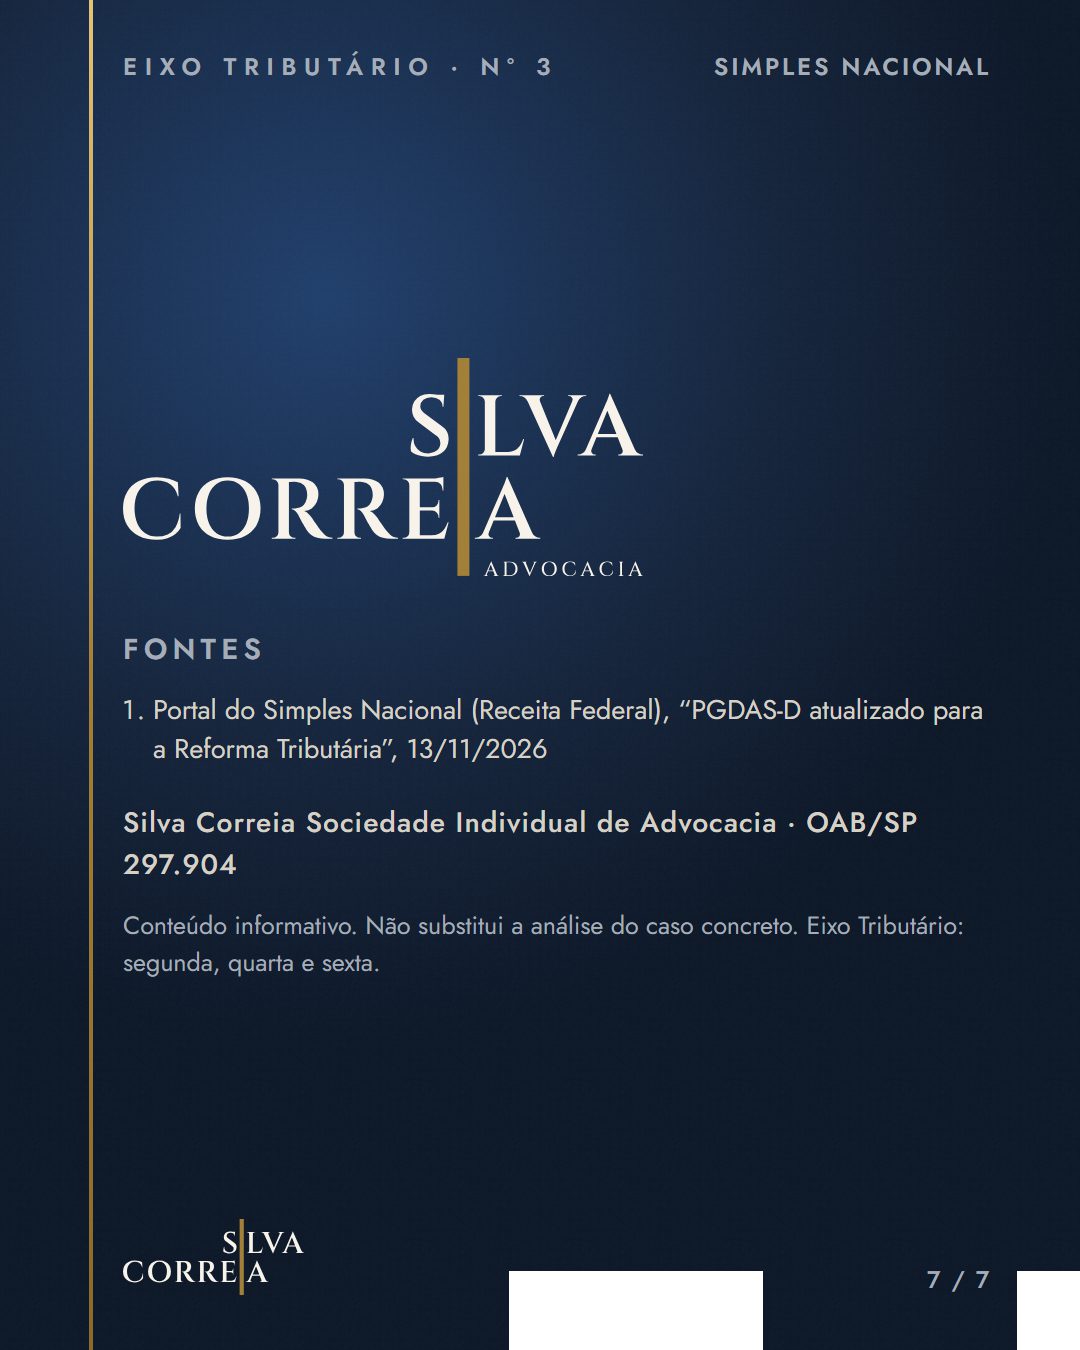 EIXO TRIBUTÁRIO · N° 3
SIMPLES NACIONAL
SILVA
CORREIA
ADVOCACIA
FONTES
1. Portal do Simples Nacional (Receita Federal), “PGDAS-D atualizado para
a Reforma Tributária”, 13/11/2026
Silva Correia Sociedade Individual de Advocacia · OAB/SP
297.904
Conteúdo informativo. Não substitui a análise do caso concreto. Eixo Tributário:
segunda, quarta e sexta.
SILVA
CORREIA
7 / 7